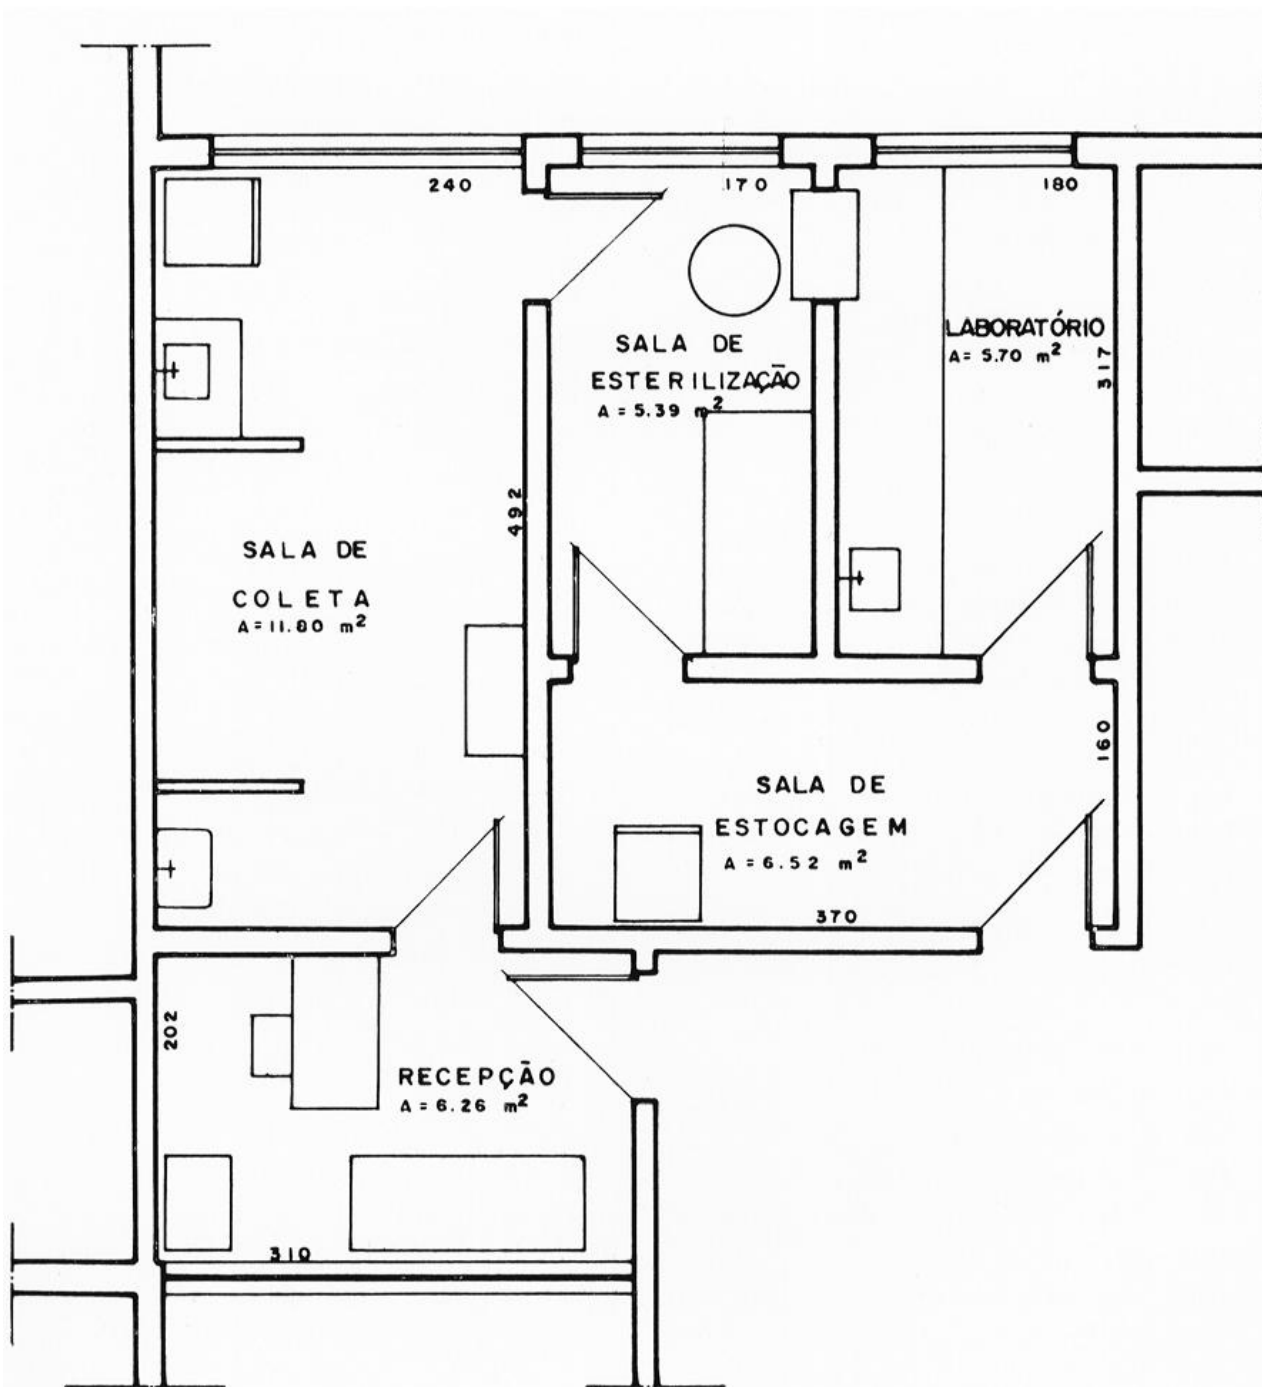 240
170
180
SALA DE
ESTERILIZAÇÃO
A = 5.39 m²
LABORATÓRIO
A = 5.70 m²
317
492
SALA DE
COLETA
A = 11.80 m²
160
SALA DE
ESTOCAGEM
A = 6.52 m²
370
202
RECEPÇÃO
A = 6.26 m²
310